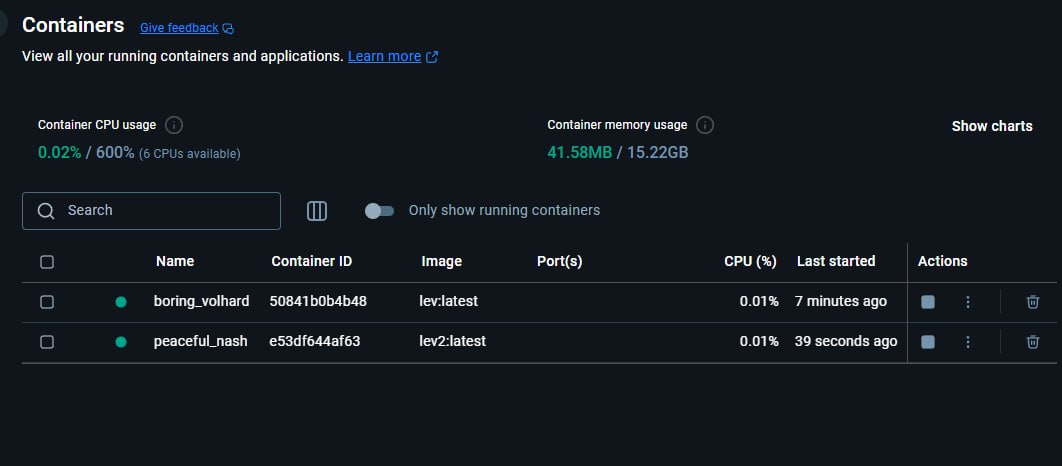 Containers Give feedback
View all your running containers and applications. Learn more
Container CPU usage Container memory usage Show charts
0.02% / 600% (6 CPUs available) 41.58MB / 15.22GB
Search Only show running containers
Name Container ID Image Port(s) CPU (%) Last started Actions
boring_volhard 50841b0b4b48 lev:latest 0.01% 7 minutes ago
peaceful_nash e53df644af63 lev2:latest 0.01% 39 seconds ago